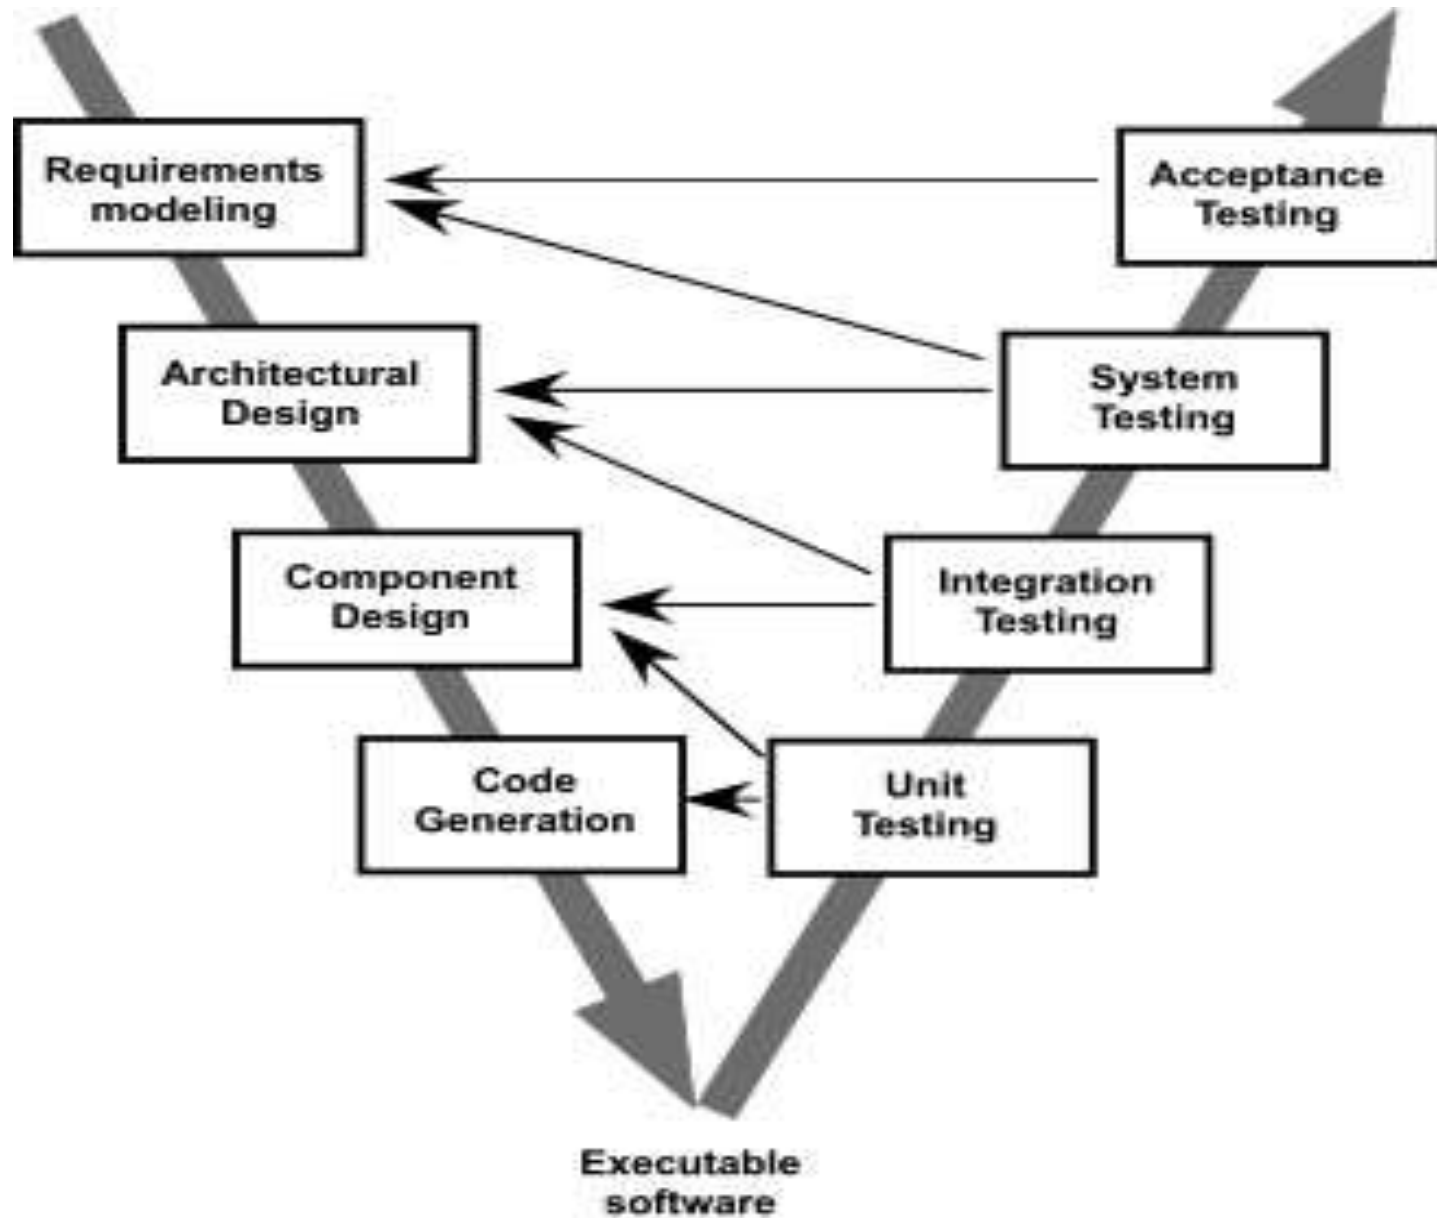 Requirements
modeling
Acceptance
Testing
Architectural
Design
System
Testing
Component
Design
Integration
Testing
Code
Generation
Unit
Testing
Executable
software